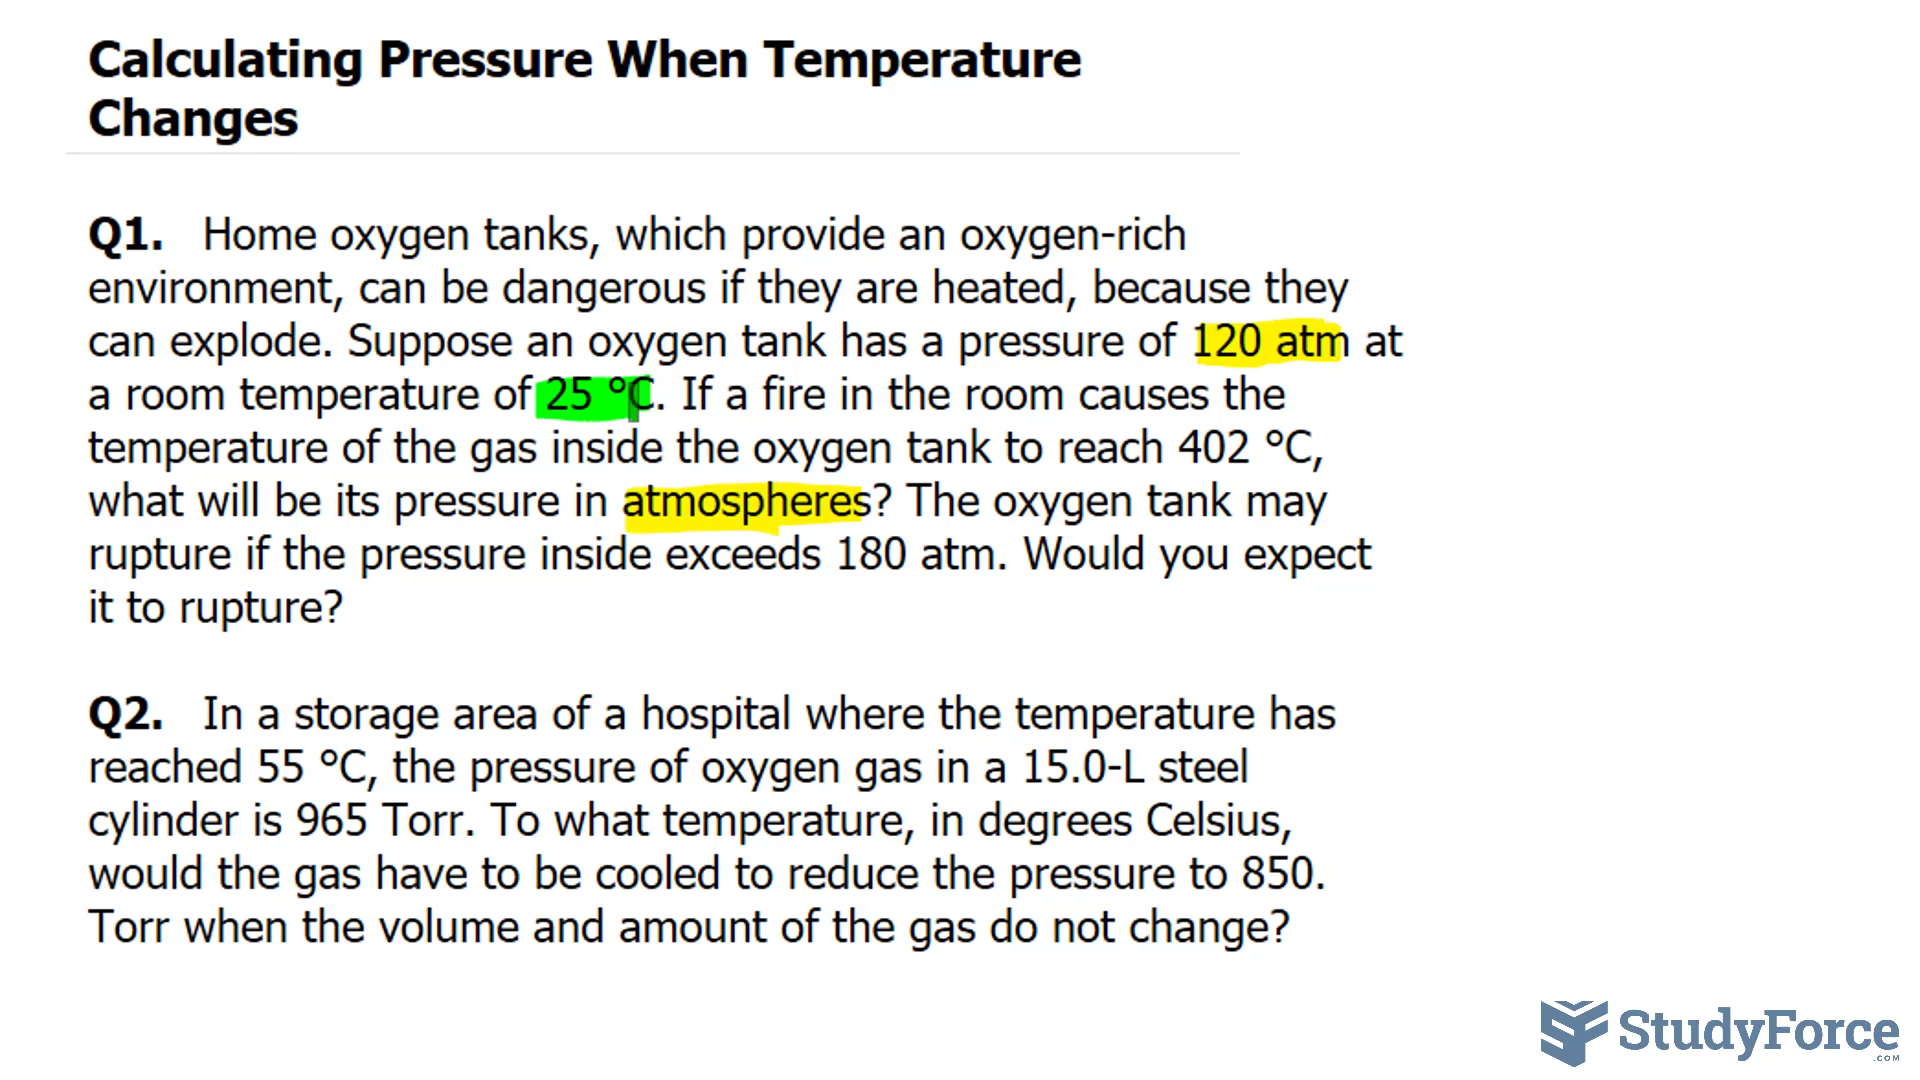 Calculating Pressure When Temperature
Changes
Q1. Home oxygen tanks, which provide an oxygen-rich
environment, can be dangerous if they are heated, because they
can explode. Suppose an oxygen tank has a pressure of 120 atm at
a room temperature of 25 °C. If a fire in the room causes the
temperature of the gas inside the oxygen tank to reach 402 °C,
what will be its pressure in atmospheres? The oxygen tank may
rupture if the pressure inside exceeds 180 atm. Would you expect
it to rupture?
Q2. In a storage area of a hospital where the temperature has
reached 55 °C, the pressure of oxygen gas in a 15.0-L steel
cylinder is 965 Torr. To what temperature, in degrees Celsius,
would the gas have to be cooled to reduce the pressure to 850.
Torr when the volume and amount of the gas do not change?
StudyForce
.COM